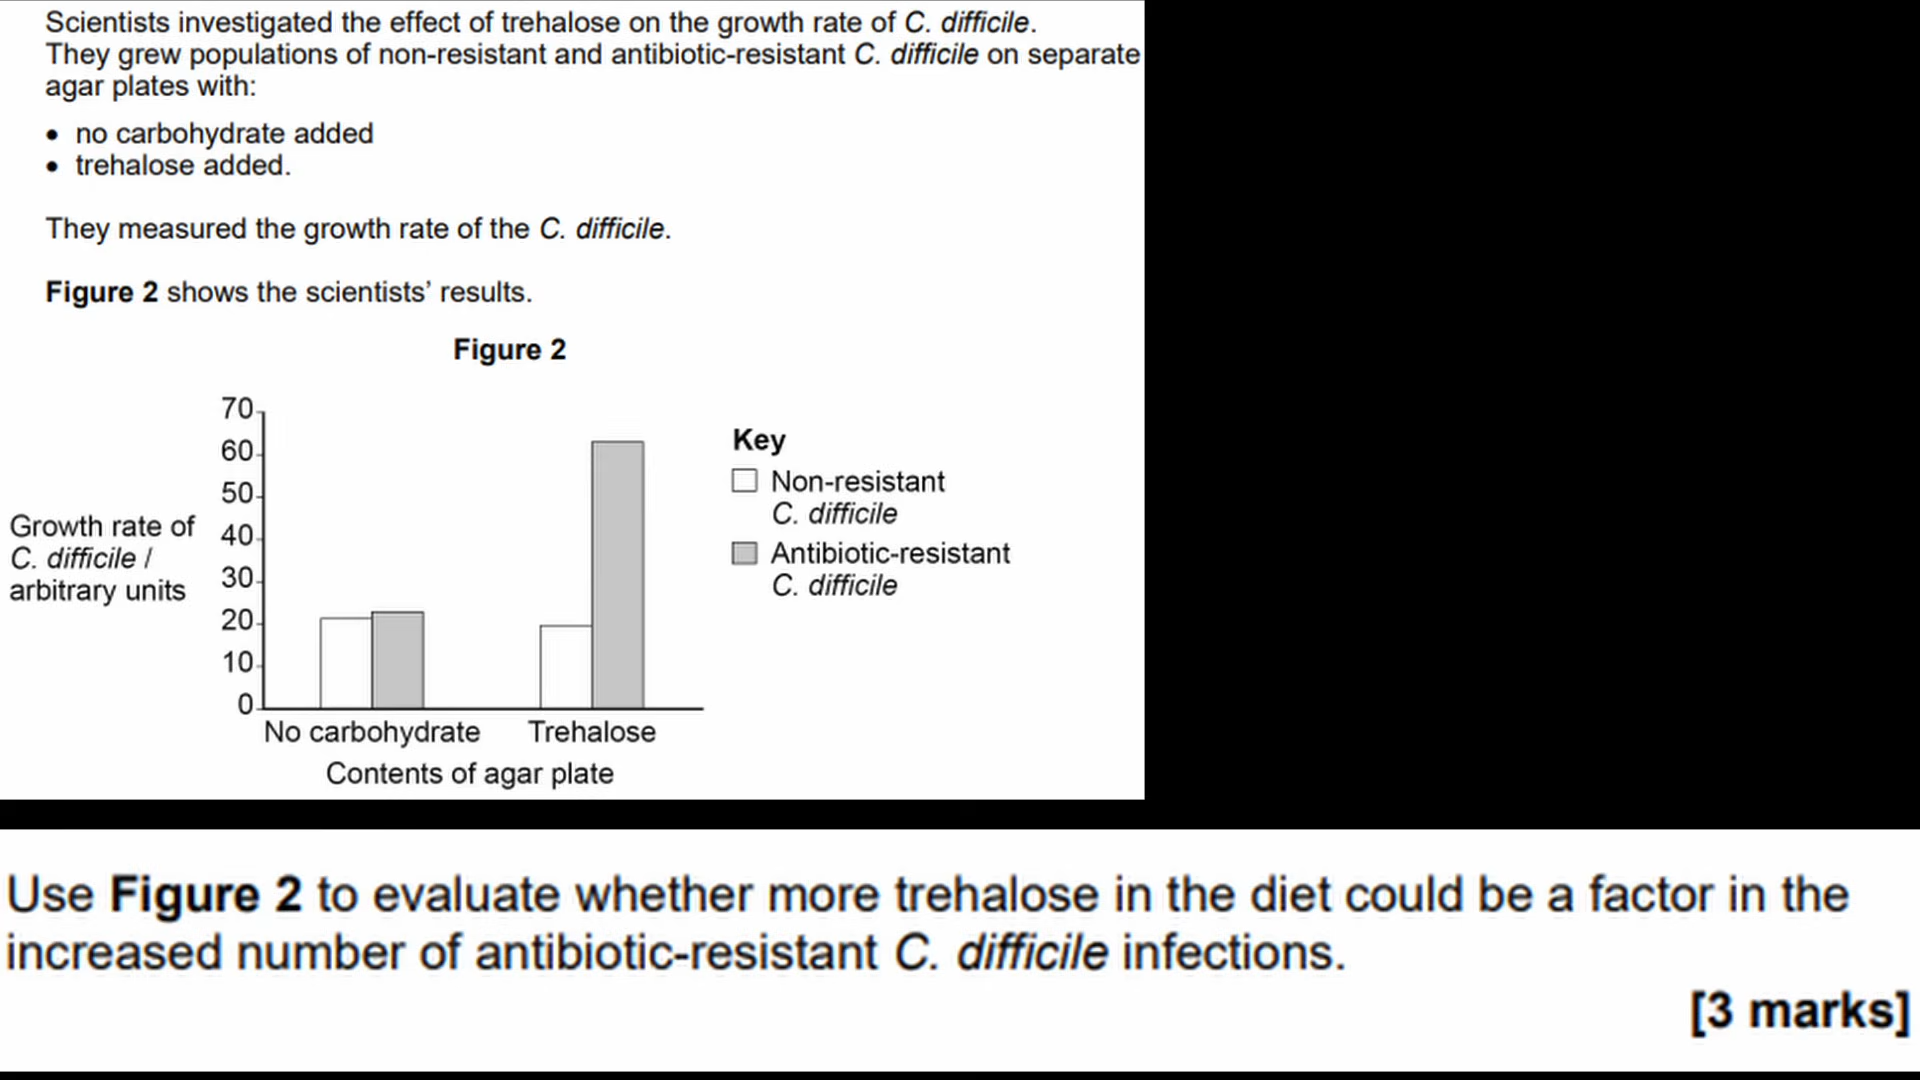 Scientists investigated the effect of trehalose on the growth rate of C. difficile.
They grew populations of non-resistant and antibiotic-resistant C. difficile on separate
agar plates with:
• no carbohydrate added
• trehalose added.
They measured the growth rate of the C. difficile.
Figure 2 shows the scientists’ results.
Figure 2
70
60
50
40
30
20
10
0
Growth rate of
C. difficile /
arbitrary units
No carbohydrate
Trehalose
Contents of agar plate
Key
Non-resistant
C. difficile
Antibiotic-resistant
C. difficile
Use Figure 2 to evaluate whether more trehalose in the diet could be a factor in the
increased number of antibiotic-resistant C. difficile infections.
[3 marks]